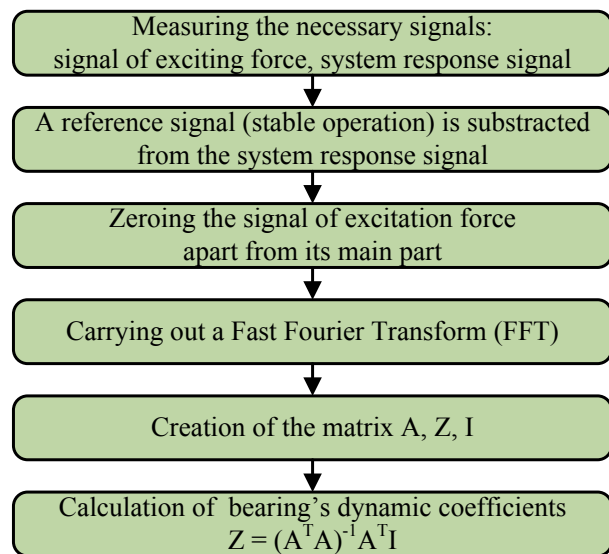 Measuring the necessary signals:
signal of exciting force, system response signal
A reference signal (stable operation) is substracted
from the system response signal
Zeroing the signal of excitation force
apart from its main part
Carrying out a Fast Fourier Transform (FFT)
Creation of the matrix A, Z, I
Calculation of bearing's dynamic coefficients
Z = (AᵀA)⁻¹AᵀI